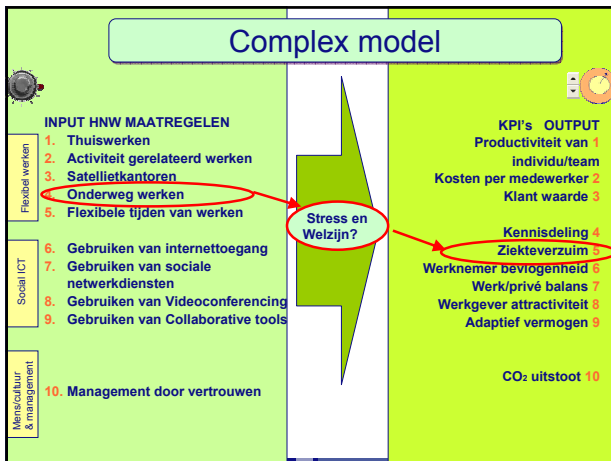 Complex model
INPUT HNW MAATREGELEN
Flexibel werken
1. Thuiswerken
2. Activiteit gerelateerd werken
3. Satellietkantoren
4. Onderweg werken
5. Flexibele tijden van werken
Social ICT
6. Gebruiken van internettoegang
7. Gebruiken van sociale
netwerkdiensten
8. Gebruiken van Videoconferencing
9. Gebruiken van Collaborative tools
Mens/cultuur
& management
10. Management door vertrouwen
Stress en
Welzijn?
KPI's OUTPUT
Productiviteit van 1
individu/team
Kosten per medewerker 2
Klant waarde 3
Kennisdeling 4
Ziekteverzuim 5
Werknemer bevlogenheid 6
Werk/privé balans 7
Werkgever attractiviteit 8
Adaptief vermogen 9
CO₂ uitstoot 10